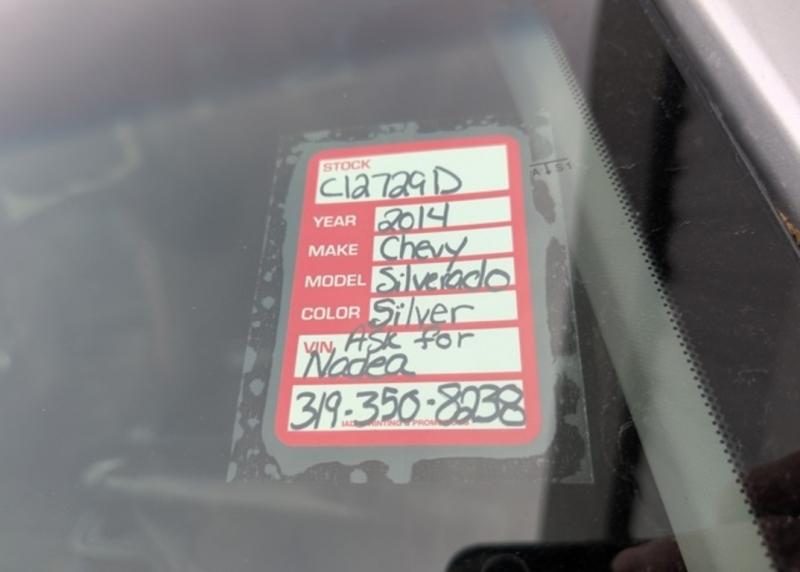 STOCK
C12729D
YEAR 2014
MAKE Chevy
MODEL Silverado
COLOR Silver
VIN Ask for
Nadea
319-350-8238